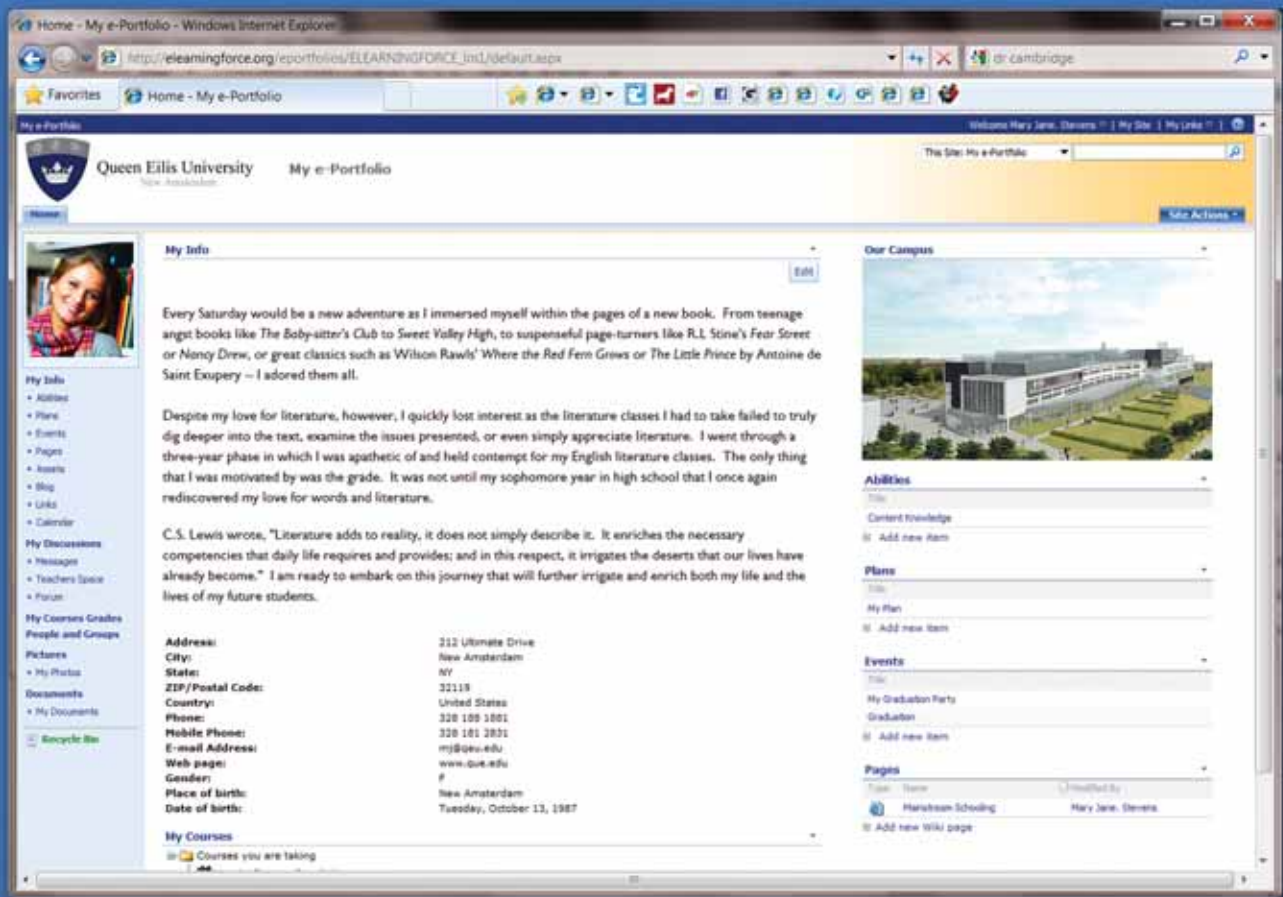 Home - My e-Portfolio - Windows Internet Explorer
http://elearningforce.org/eportfolios/ELEARNINGFORCE_lm1/default.aspx
dr cambridge
Favorites
Home - My e-Portfolio
My e-Portfolio
Welcome Mary Jane. Stevens | My Site | My Links |
Queen Eilis University
New Amsterdam
My e-Portfolio
This Site: My e-Portfolio
Home
Site Actions
My Info
• Abilities
• Plans
• Events
• Pages
• Assets
• Blog
• Links
• Calendar
My Discussions
• Messages
• Teachers Space
• Forum
My Courses Grades
People and Groups
Pictures
• My Photos
Documents
• My Documents
Recycle Bin
My Info
Edit
Every Saturday would be a new adventure as I immersed myself within the pages of a new book. From teenage
angst books like The Baby-sitter's Club to Sweet Valley High, to suspenseful page-turners like R.L Stine's Fear Street
or Nancy Drew, or great classics such as Wilson Rawls' Where the Red Fern Grows or The Little Prince by Antoine de
Saint Exupery – I adored them all.
Despite my love for literature, however, I quickly lost interest as the literature classes I had to take failed to truly
dig deeper into the text, examine the issues presented, or even simply appreciate literature. I went through a
three-year phase in which I was apathetic of and held contempt for my English literature classes. The only thing
that I was motivated by was the grade. It was not until my sophomore year in high school that I once again
rediscovered my love for words and literature.
C.S. Lewis wrote, "Literature adds to reality, it does not simply describe it. It enriches the necessary
competencies that daily life requires and provides; and in this respect, it irrigates the deserts that our lives have
already become." I am ready to embark on this journey that will further irrigate and enrich both my life and the
lives of my future students.
Address: 212 Ultimate Drive
City: New Amsterdam
State: NY
ZIP/Postal Code: 32119
Country: United States
Phone: 328 188 1881
Mobile Phone: 328 181 2831
E-mail Address: mj@qeu.edu
Web page: www.que.edu
Gender: F
Place of birth: New Amsterdam
Date of birth: Tuesday, October 13, 1987
My Courses
Courses you are taking
Our Campus
Abilities
Title
Content Knowledge
Add new item
Plans
Title
My Plan
Add new item
Events
Title
My Graduation Party
Graduation
Add new item
Pages
Type Name Modified By
Mainstream Schooling Mary Jane. Stevens
Add new Wiki page